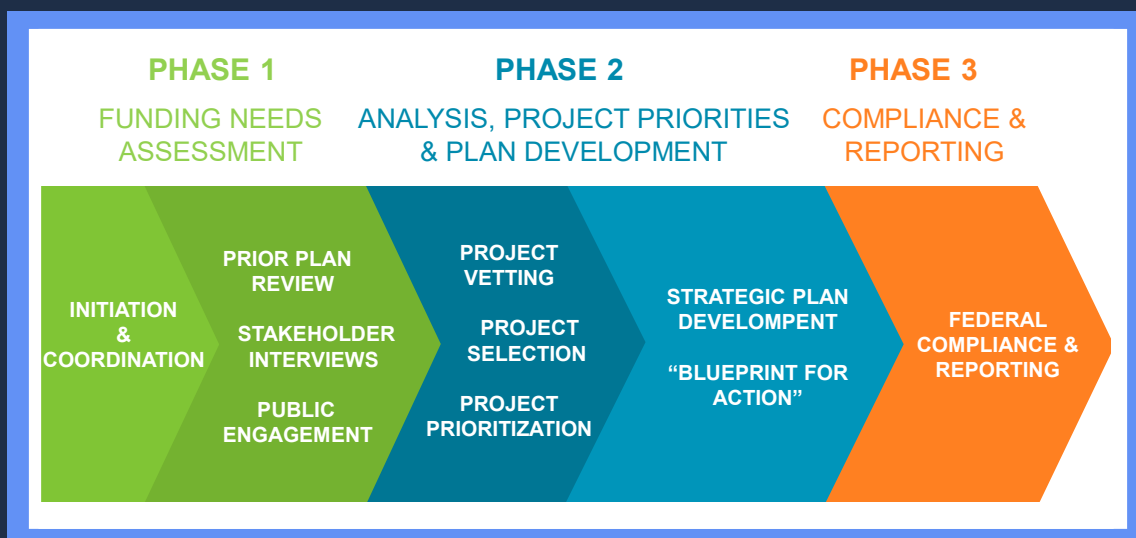 PHASE 1
FUNDING NEEDS
ASSESSMENT
PHASE 2
ANALYSIS, PROJECT PRIORITIES
& PLAN DEVELOPMENT
PHASE 3
COMPLIANCE &
REPORTING
INITIATION
&
COORDINATION
PRIOR PLAN
REVIEW
STAKEHOLDER
INTERVIEWS
PUBLIC
ENGAGEMENT
PROJECT
VETTING
PROJECT
SELECTION
PROJECT
PRIORITIZATION
STRATEGIC PLAN
DEVELOMPENT
“BLUEPRINT FOR
ACTION”
FEDERAL
COMPLIANCE &
REPORTING